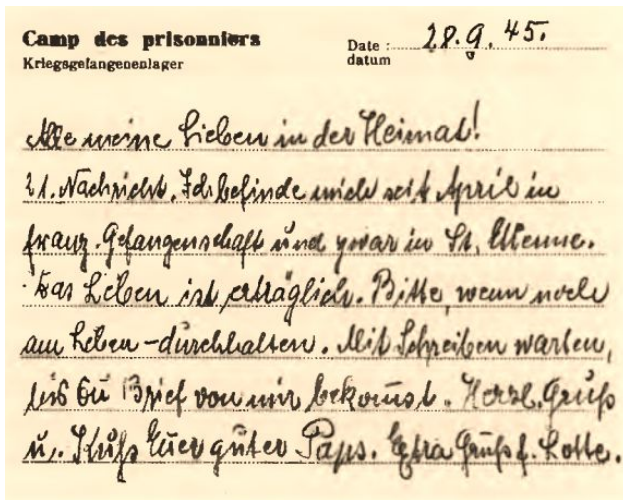 Camp des prisonniers
Kriegsgefangenenlager
Date : 28.9.45.
datum
Alle meine Lieben in der Heimat!
21. Nachricht. Ich befinde mich seit April in
franz. Gefangenschaft und zwar in St. Etienne.
Das Leben ist erträglich. Bitte, wenn noch
am Leben - durchhalten. Mit Schreiben warten,
bis Du Brief von mir bekomst. Herzl. Gruß
u. Kuß Euer guter Paps. Extra Gruß f. Lotte.